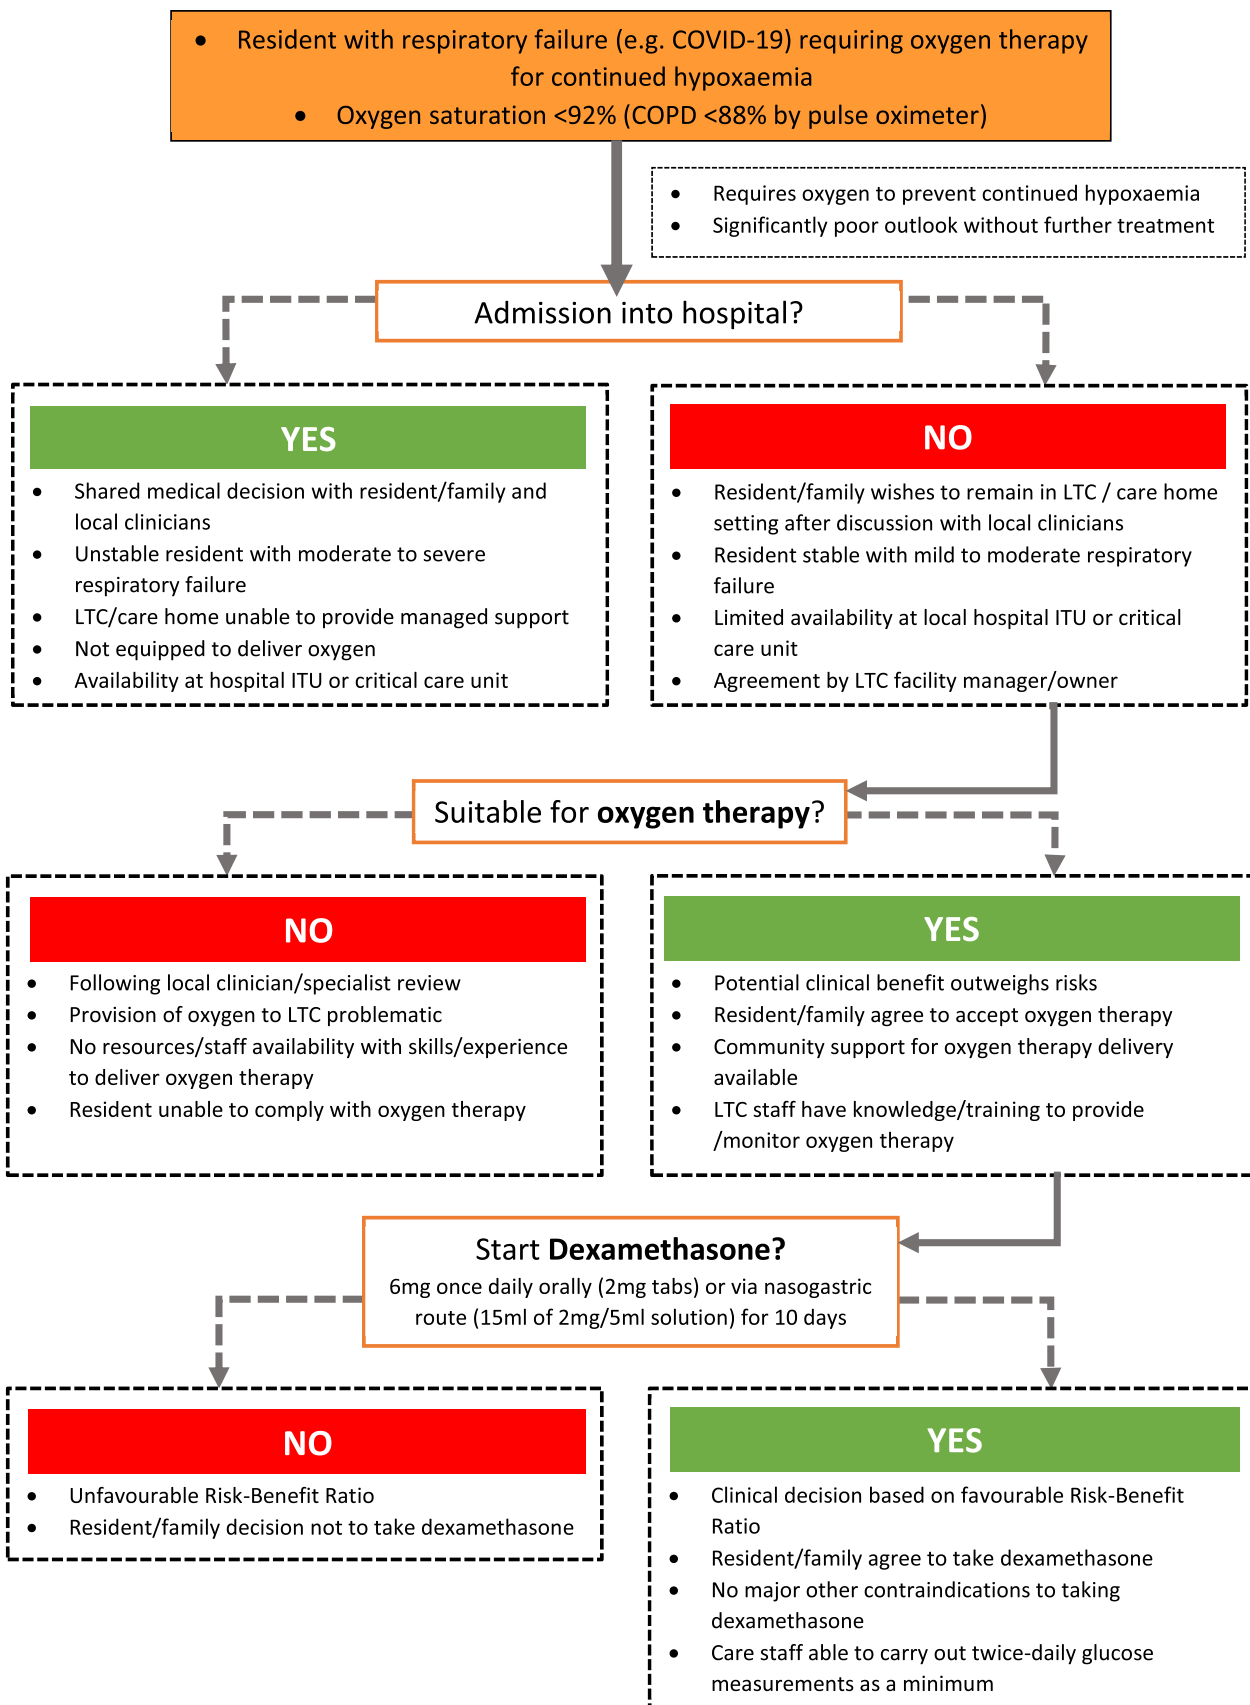 • Resident with respiratory failure (e.g. COVID-19) requiring oxygen therapy
for continued hypoxaemia
• Oxygen saturation <92% (COPD <88% by pulse oximeter)
• Requires oxygen to prevent continued hypoxaemia
• Significantly poor outlook without further treatment
Admission into hospital?
YES
• Shared medical decision with resident/family and
local clinicians
• Unstable resident with moderate to severe
respiratory failure
• LTC/care home unable to provide managed support
• Not equipped to deliver oxygen
• Availability at hospital ITU or critical care unit
NO
• Resident/family wishes to remain in LTC / care home
setting after discussion with local clinicians
• Resident stable with mild to moderate respiratory
failure
• Limited availability at local hospital ITU or critical
care unit
• Agreement by LTC facility manager/owner
Suitable for oxygen therapy?
NO
• Following local clinician/specialist review
• Provision of oxygen to LTC problematic
• No resources/staff availability with skills/experience
to deliver oxygen therapy
• Resident unable to comply with oxygen therapy
YES
• Potential clinical benefit outweighs risks
• Resident/family agree to accept oxygen therapy
• Community support for oxygen therapy delivery
available
• LTC staff have knowledge/training to provide
/monitor oxygen therapy
Start Dexamethasone?
6mg once daily orally (2mg tabs) or via nasogastric
route (15ml of 2mg/5ml solution) for 10 days
NO
• Unfavourable Risk-Benefit Ratio
• Resident/family decision not to take dexamethasone
YES
• Clinical decision based on favourable Risk-Benefit
Ratio
• Resident/family agree to take dexamethasone
• No major other contraindications to taking
dexamethasone
• Care staff able to carry out twice-daily glucose
measurements as a minimum